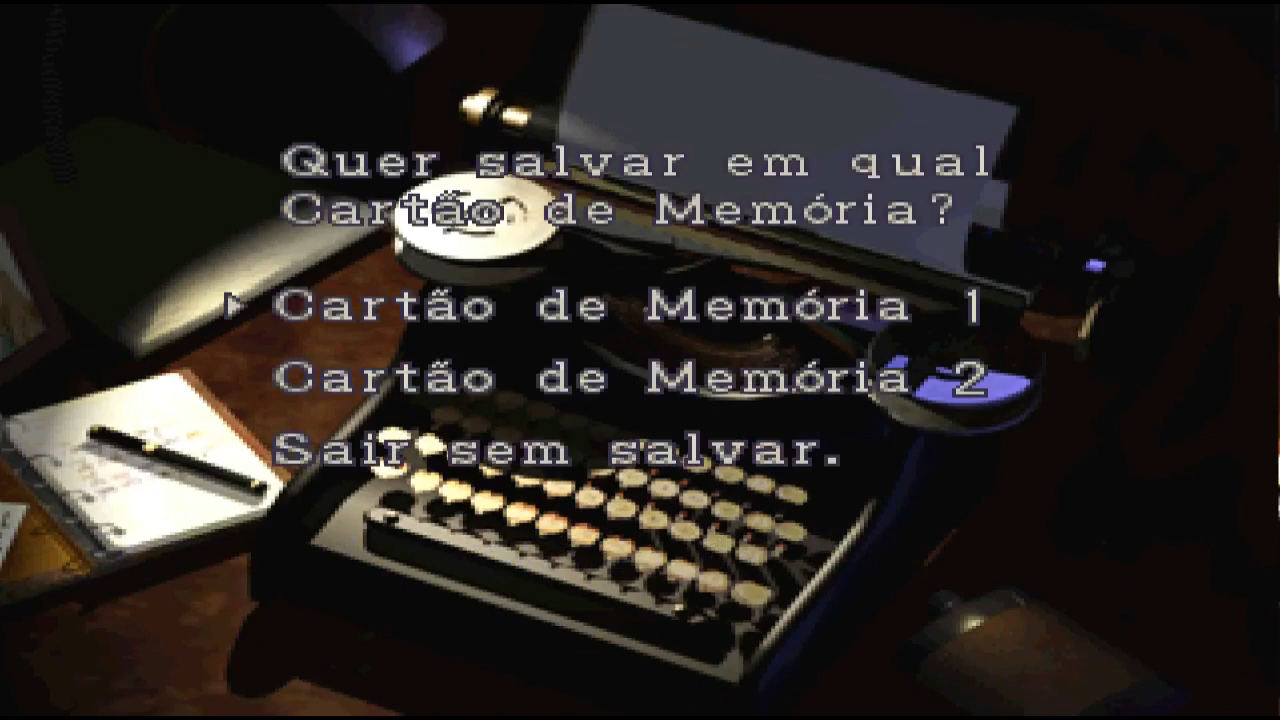 Quer salvar em qual
Cartão de Memória?
Cartão de Memória 1
Cartão de Memória 2
Sair sem salvar.